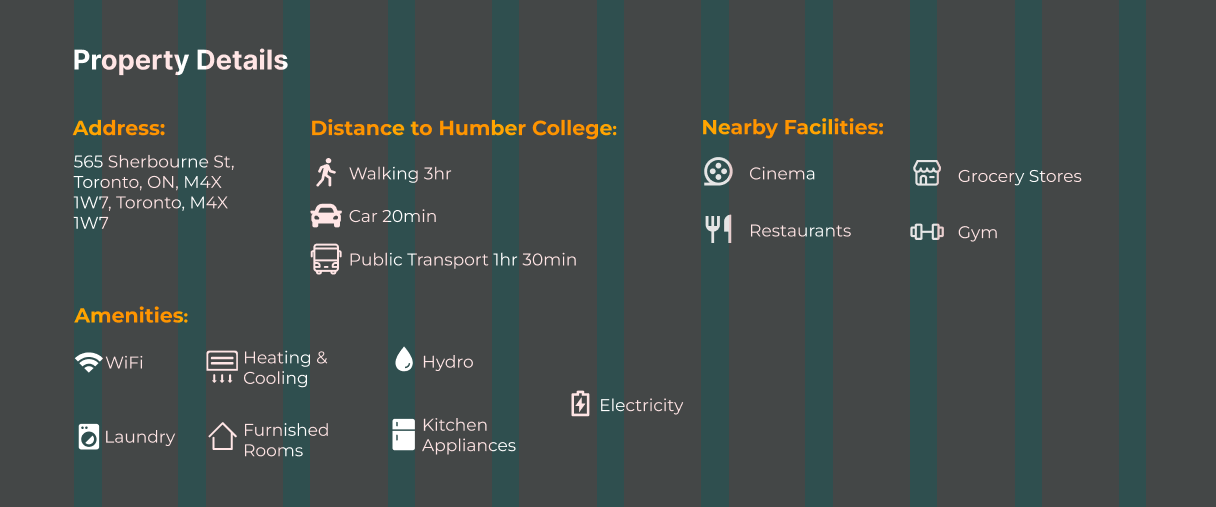 Property Details
Address:
565 Sherbourne St,
Toronto, ON, M4X
1W7, Toronto, M4X
1W7
Distance to Humber College:
Walking 3hr
Car 20min
Public Transport 1hr 30min
Nearby Facilities:
Cinema
Grocery Stores
Restaurants
Gym
Amenities:
WiFi
Heating &
Cooling
Hydro
Electricity
Laundry
Furnished
Rooms
Kitchen
Appliances